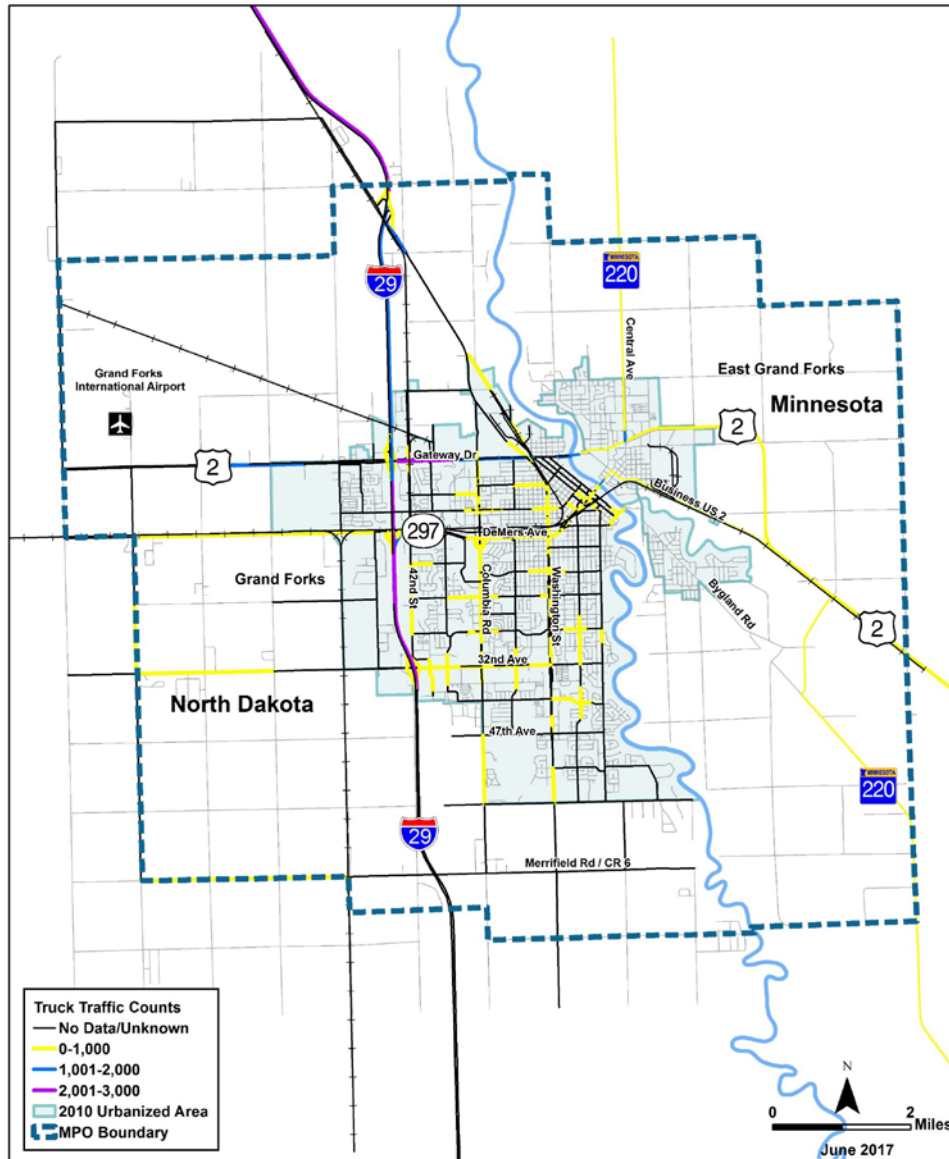 MINNESOTA
220
29
Central Ave
Grand Forks
International Airport
East Grand Forks
Minnesota
2
Gateway Dr
2
Business US 2
297
DeMers Ave
Grand Forks
42nd St
Columbia Rd
Washington St
Bygland Rd
2
32nd Ave
North Dakota
47th Ave
MINNESOTA
220
29
Merrifield Rd / CR 6
Truck Traffic Counts
No Data/Unknown
0-1,000
1,001-2,000
2,001-3,000
2010 Urbanized Area
MPO Boundary
N
0 2
Miles
June 2017